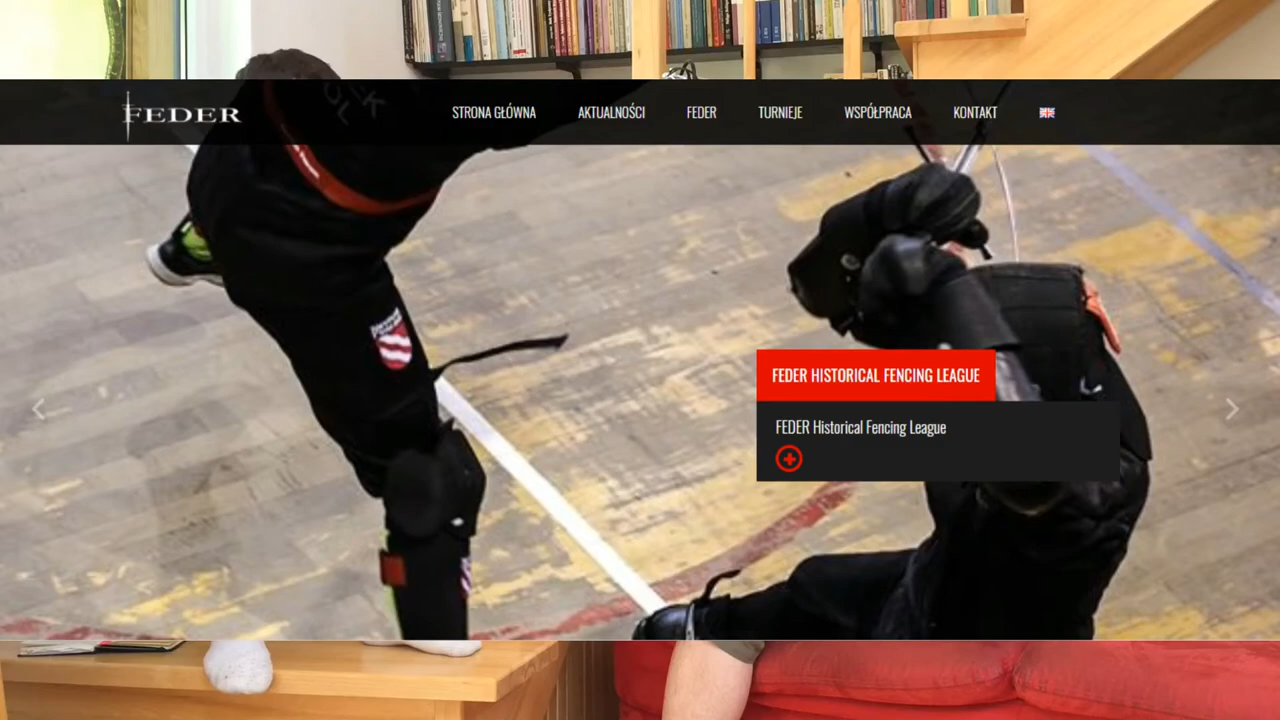 FEDER
STRONA GŁÓWNA
AKTUALNOŚCI
FEDER
TURNIEJE
WSPÓŁPRACA
KONTAKT
FEDER HISTORICAL FENCING LEAGUE
FEDER Historical Fencing League